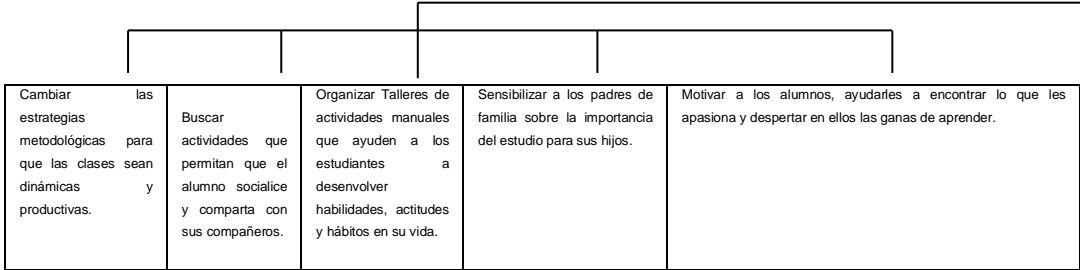 Cambiar las
estrategias
metodológicas para
que las clases sean
dinámicas y
productivas.
Buscar
actividades que
permitan que el
alumno socialice
y comparta con
sus compañeros.
Organizar Talleres de
actividades manuales
que ayuden a los
estudiantes a
desenvolver
habilidades, actitudes
y hábitos en su vida.
Sensibilizar a los padres de
familia sobre la importancia
del estudio para sus hijos.
Motivar a los alumnos, ayudarles a encontrar lo que les
apasiona y despertar en ellos las ganas de aprender.